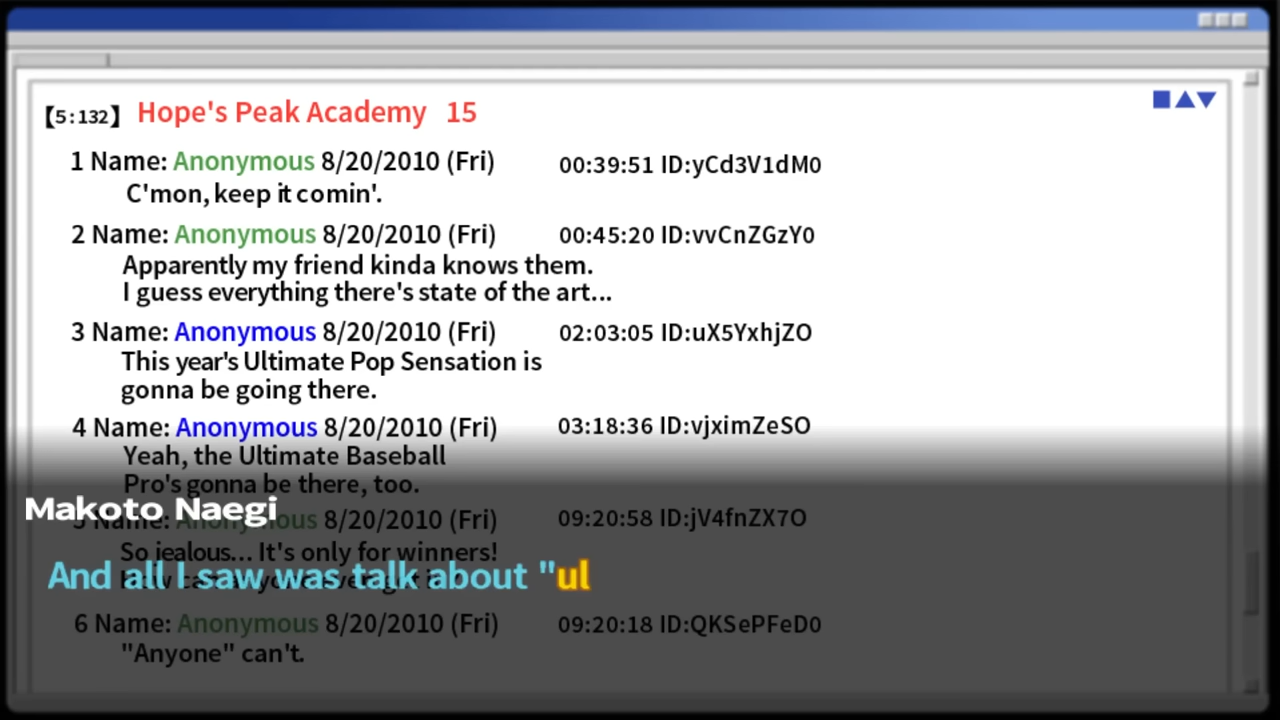 【5:132】 Hope's Peak Academy 15
1 Name: Anonymous 8/20/2010 (Fri) 00:39:51 ID:yCd3V1dM0
C'mon, keep it comin'.
2 Name: Anonymous 8/20/2010 (Fri) 00:45:20 ID:vvCnZGzY0
Apparently my friend kinda knows them.
I guess everything there's state of the art...
3 Name: Anonymous 8/20/2010 (Fri) 02:03:05 ID:uX5YxhjZO
This year's Ultimate Pop Sensation is
gonna be going there.
4 Name: Anonymous 8/20/2010 (Fri) 03:18:36 ID:vjximZeSO
Yeah, the Ultimate Baseball
Pro's gonna be there, too.
Makoto Naegi
5 Name: Anonymous 8/20/2010 (Fri) 09:20:58 ID:jV4fnZX7O
So jealous... It's only for winners!
And all I saw was talk about "ul
6 Name: Anonymous 8/20/2010 (Fri) 09:20:18 ID:QKSePFeD0
"Anyone" can't.